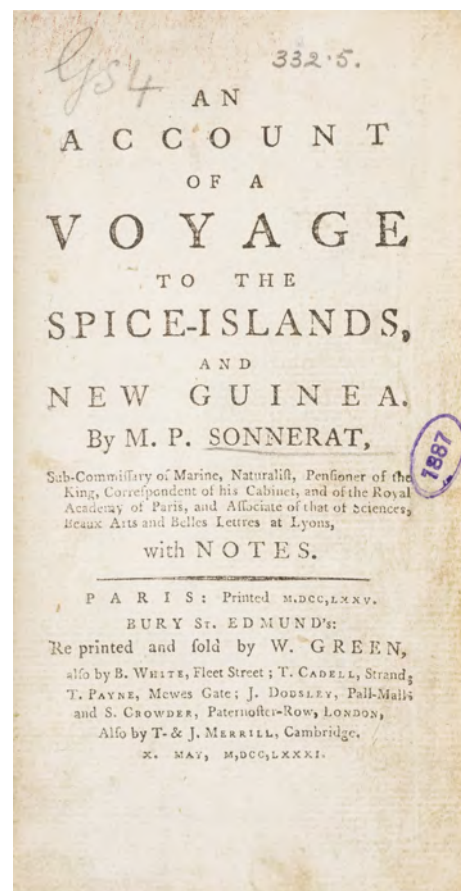 GS4
332·5.
AN
ACCOUNT
OF A
VOYAGE
TO THE
SPICE-ISLANDS,
AND
NEW GUINEA.
By M. P. SONNERAT,
1887
Sub-Commiſſary of Marine, Naturaliſt, Penſioner of the
King, Correſpondent of his Cabinet, and of the Royal
Academy of Paris, and Aſſociate of that of Sciences,
Beaux Arts and Belles Lettres at Lyons,
with NOTES.
PARIS: Printed M.DCC,LXXV.
BURY ST. EDMUND's:
Re printed and ſold by W. GREEN,
alſo by B. WHITE, Fleet Street; T. CADELL, Strand;
T. PAYNE, Mewes Gate; J. DODSLEY, Pall-Mall;
and S. CROWDER, Paternoſter-Row, LONDON,
Alſo by T- & J. MERRILL, Cambridge.
X. MAY, M,DCC,LXXXI.